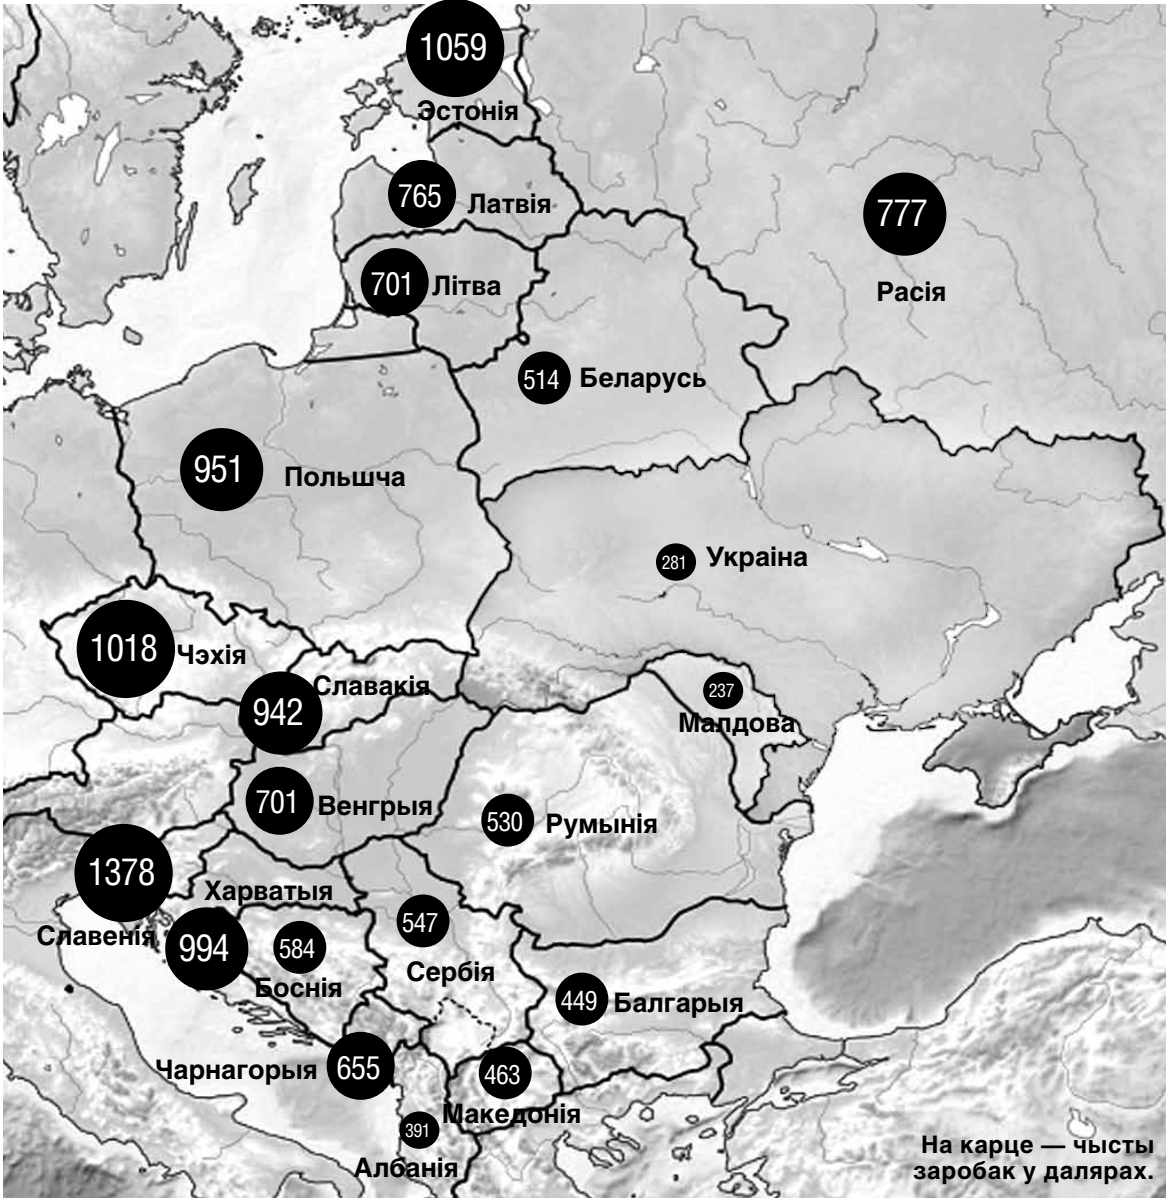 1059
Эстонія
765
Латвія
777
Расія
701
Літва
514
Беларусь
951
Польшча
281
Украіна
1018
Чэхія
Славакія
942
237
Малдова
701
Венгрыя
530
Румынія
1378
Славенія
Харватыя
994
584
Боснія
547
Сербія
449
Балгарыя
Чарнагорыя
655
463
Македонія
391
Албанія
На карце — чысты
заробак у далярах.